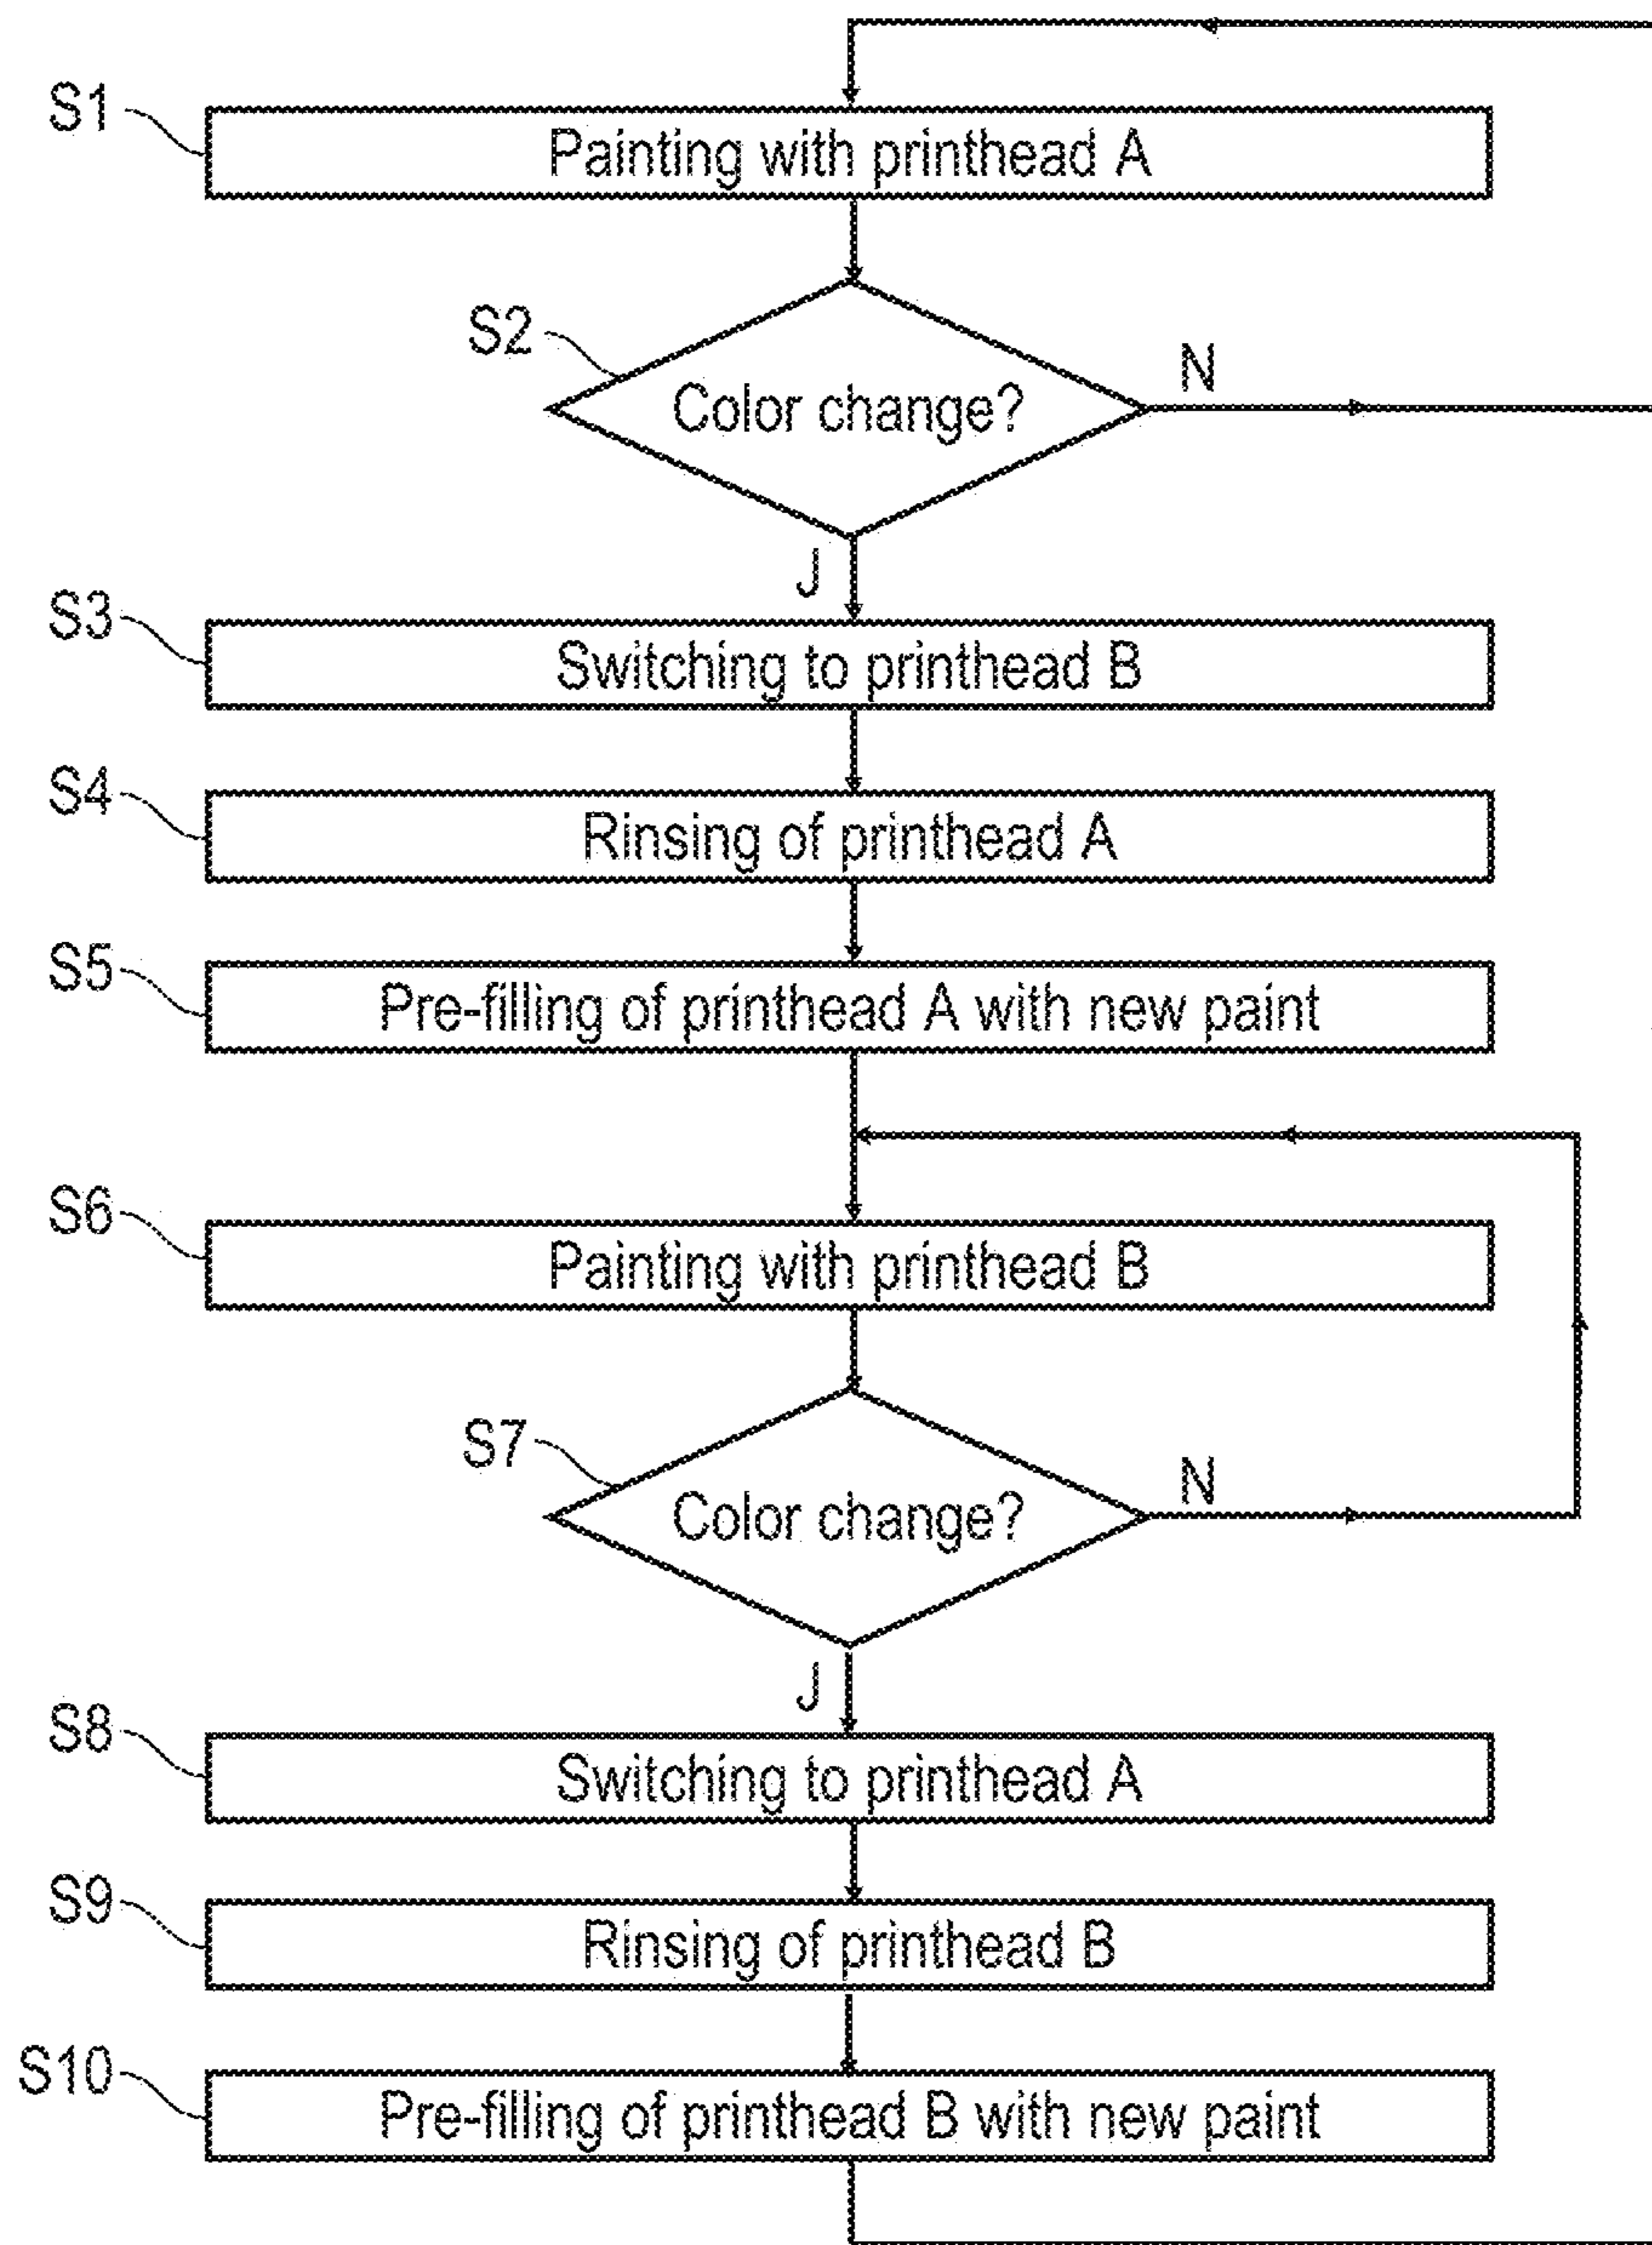 S1
Painting with printhead A
S2
Color change?
N
J
S3
Switching to printhead B
S4
Rinsing of printhead A
S5
Pre-filling of printhead A with new paint
S6
Painting with printhead B
S7
Color change?
N
J
S8
Switching to printhead A
S9
Rinsing of printhead B
S10
Pre-filling of printhead B with new paint